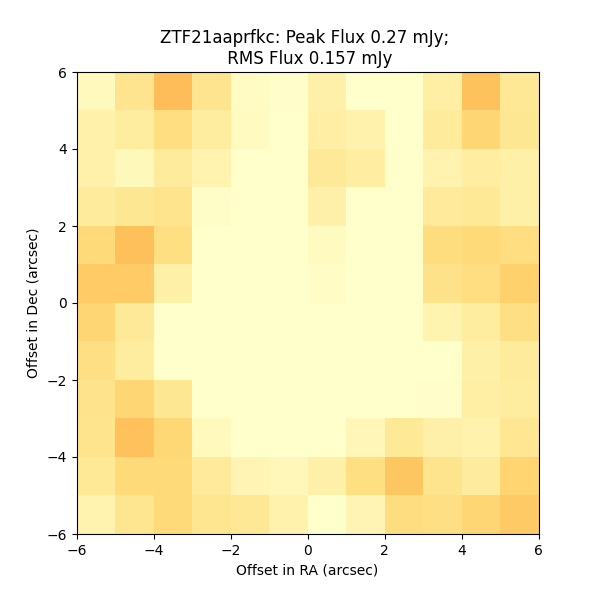 ZTF21aaprfkc: Peak Flux 0.27 mJy;
RMS Flux 0.157 mJy
6
4
2
0
−2
−4
−6
Offset in Dec (arcsec)
−6 −4 −2 0 2 4 6
Offset in RA (arcsec)